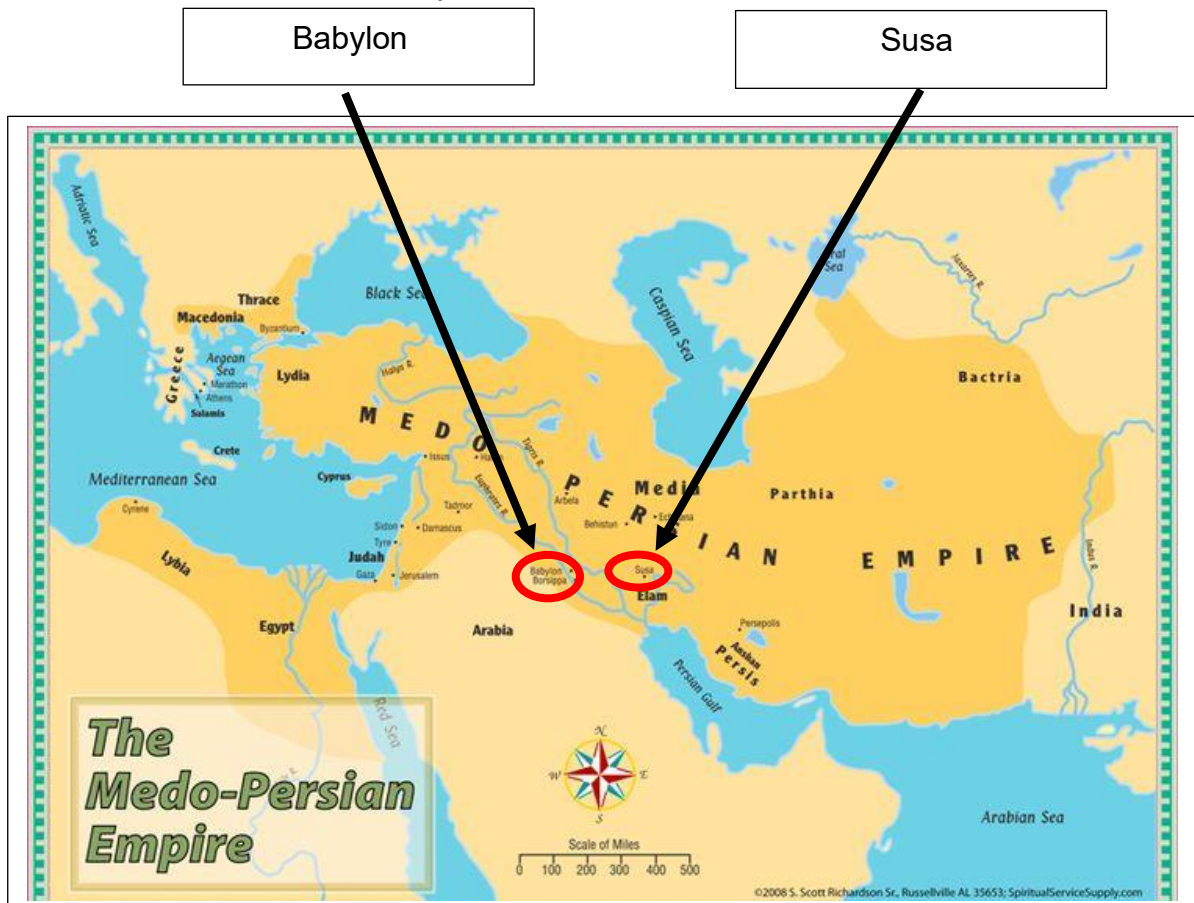 Babylon
Susa
Adriatic Sea
Black Sea
Caspian Sea
Sea
Jaxartes R.
Thrace
Macedonia
Byzantium
Greece
Aegean
Sea
Marathon
Athens
Salamis
Lydia
Halys R.
Bactria
MEDO
PERSIAN EMPIRE
Crete
Cyprus
Issus
Tigris R.
Euphrates R.
Mediterranean Sea
Cyrene
Tadmor
Arbela
Media
Behistun
Parthia
Sidon
Damascus
Tyre
Judah
Gaza
Jerusalem
Lybia
Babylon
Borsippa
Susa
Elam
Indus R.
India
Egypt
Arabia
Persepolis
Anshan
Persis
Persian Gulf
Red Sea
The
Medo-Persian
Empire
N
W
E
S
Scale of Miles
0 100 200 300 400 500
Arabian Sea
©2008 S. Scott Richardson Sr., Russellville AL 35653; SpiritualServiceSupply.com